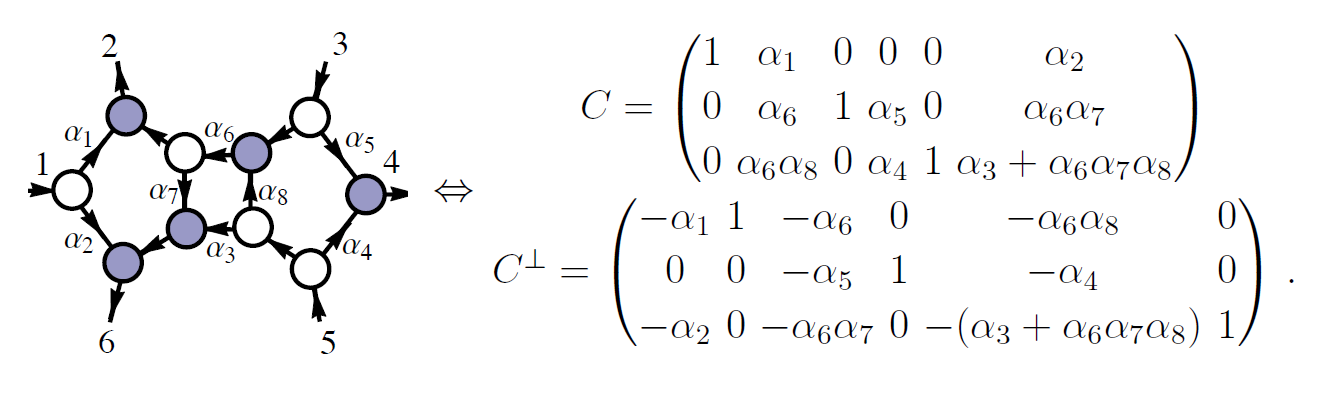 2 3
α₁ α₆ α₅
1 4
α₇ α₈
α₂ α₃ α₄
6 5
⇔
C = ( 1 α₁ 0 0 0 α₂
0 α₆ 1 α₅ 0 α₆α₇
0 α₆α₈ 0 α₄ 1 α₃ + α₆α₇α₈ )
C^⊥ = ( −α₁ 1 −α₆ 0 −α₆α₈ 0
0 0 −α₅ 1 −α₄ 0
−α₂ 0 −α₆α₇ 0 −(α₃ + α₆α₇α₈) 1 ) .